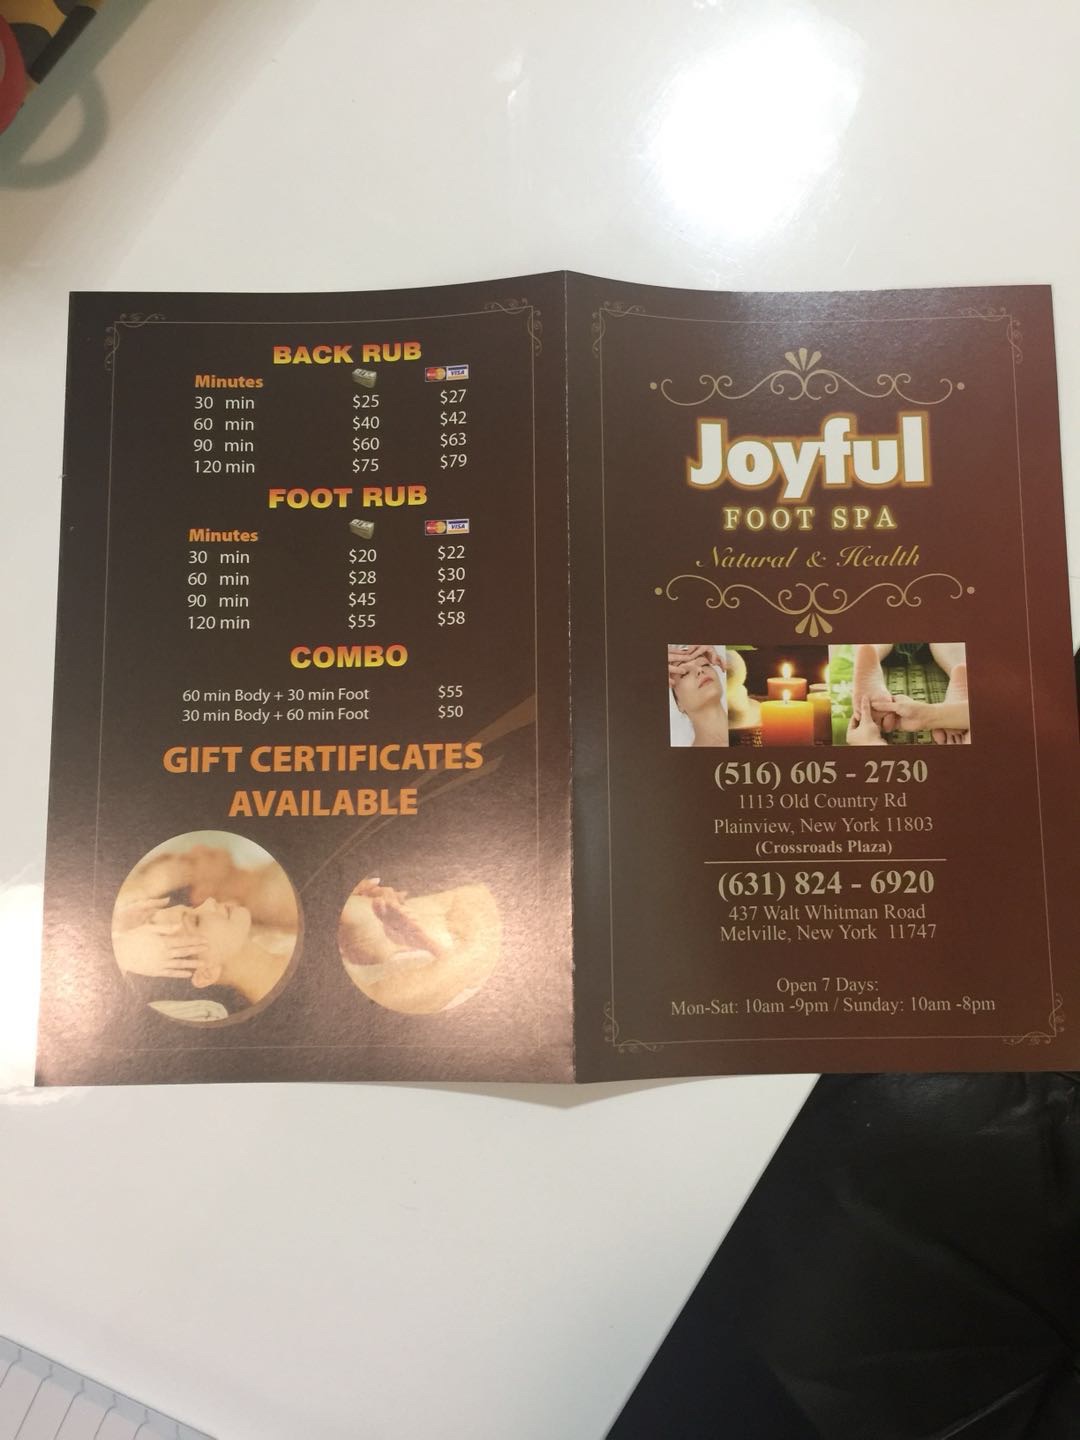 BACK RUB
Minutes VISA
30 min $25 $27
60 min $40 $42
90 min $60 $63
120 min $75 $79
FOOT RUB
Minutes VISA
30 min $20 $22
60 min $28 $30
90 min $45 $47
120 min $55 $58
COMBO
60 min Body + 30 min Foot $55
30 min Body + 60 min Foot $50
GIFT CERTIFICATES
AVAILABLE
Joyful
FOOT SPA
Natural & Health
(516) 605 - 2730
1113 Old Country Rd
Plainview, New York 11803
(Crossroads Plaza)
(631) 824 - 6920
437 Walt Whitman Road
Melville, New York 11747
Open 7 Days:
Mon-Sat: 10am -9pm / Sunday: 10am -8pm